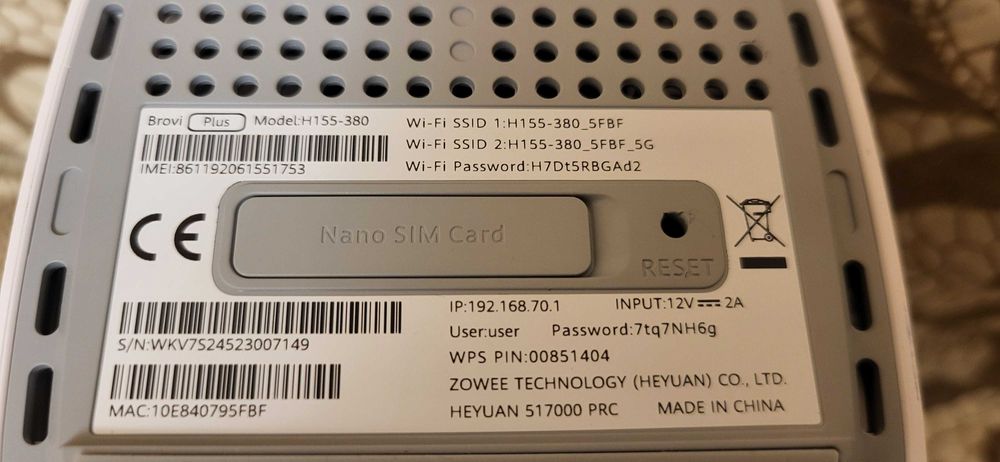 Brovi Plus Model:H155-380
IMEI:861192061551753
Wi-Fi SSID 1:H155-380_5FBF
Wi-Fi SSID 2:H155-380_5FBF_5G
Wi-Fi Password:H7Dt5RBGAd2
CE
Nano SIM Card
RESET
S/N:WKV7S24523007149
MAC:10E840795FBF
IP:192.168.70.1 INPUT:12V⎓2A
User:user Password:7tq7NH6g
WPS PIN:00851404
ZOWEE TECHNOLOGY (HEYUAN) CO., LTD.
HEYUAN 517000 PRC MADE IN CHINA